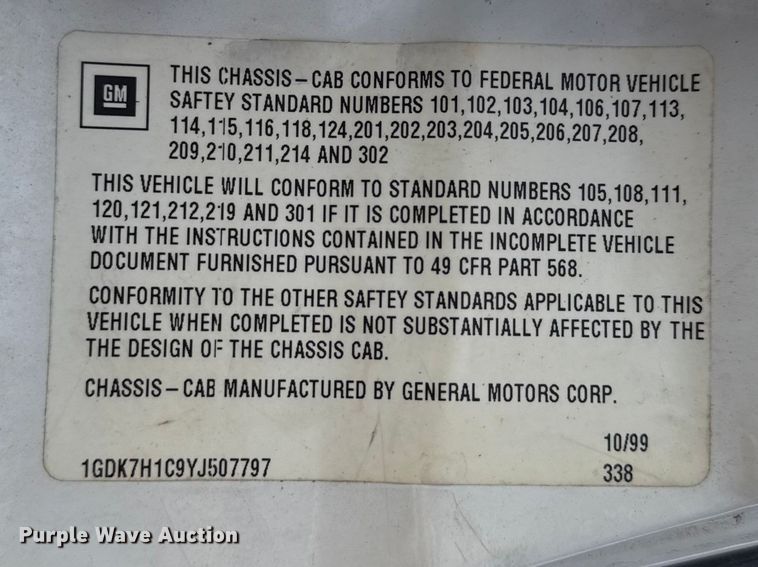 GM
THIS CHASSIS-CAB CONFORMS TO FEDERAL MOTOR VEHICLE
SAFTEY STANDARD NUMBERS 101,102,103,104,106,107,113,
114,115,116,118,124,201,202,203,204,205,206,207,208,
209,210,211,214 AND 302
THIS VEHICLE WILL CONFORM TO STANDARD NUMBERS 105,108,111,
120,121,212,219 AND 301 IF IT IS COMPLETED IN ACCORDANCE
WITH THE INSTRUCTIONS CONTAINED IN THE INCOMPLETE VEHICLE
DOCUMENT FURNISHED PURSUANT TO 49 CFR PART 568.
CONFORMITY TO THE OTHER SAFTEY STANDARDS APPLICABLE TO THIS
VEHICLE WHEN COMPLETED IS NOT SUBSTANTIALLY AFFECTED BY THE
THE DESIGN OF THE CHASSIS CAB.
CHASSIS-CAB MANUFACTURED BY GENERAL MOTORS CORP.
10/99
1GDK7H1C9YJ507797 338
Purple Wave Auction